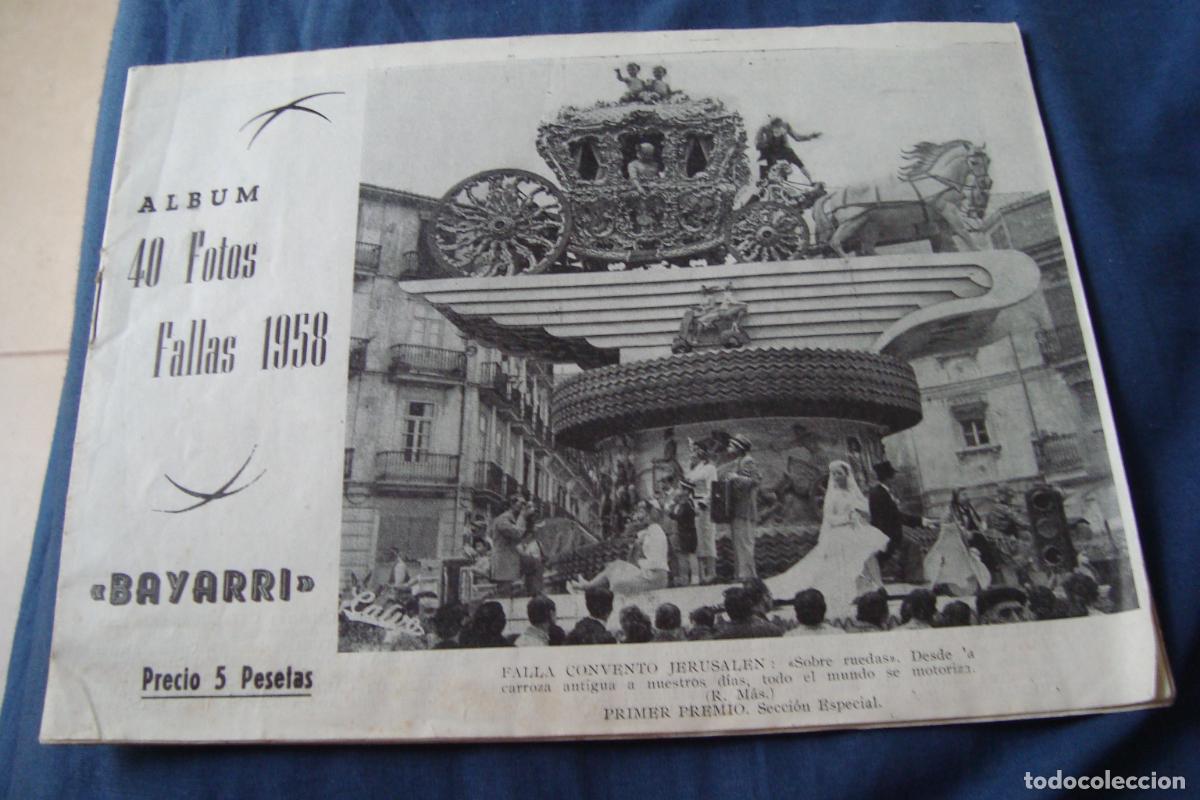 ALBUM
40 Fotos
Fallas 1958
«BAYARRI»
Precio 5 Pesetas
FALLA CONVENTO JERUSALEN: «Sobre ruedas». Desde 'a
carroza antigua a nuestros días, todo el mundo se motoriza.
(R. Más.)
PRIMER PREMIO. Sección Especial.
todocoleccion